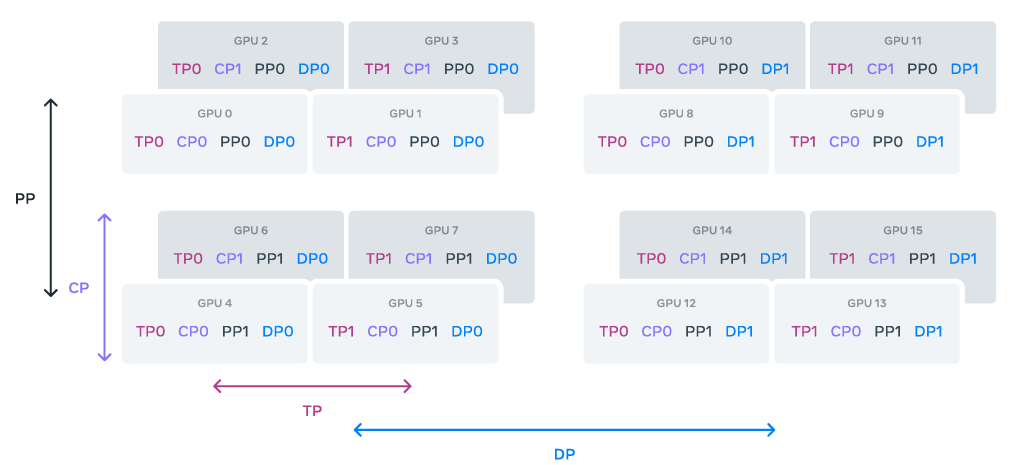 GPU 2 GPU 3 GPU 10 GPU 11
TP0 CP1 PP0 DP0 TP1 CP1 PP0 DP0 TP0 CP1 PP0 DP1 TP1 CP1 PP0 DP1
GPU 0 GPU 1 GPU 8 GPU 9
TP0 CP0 PP0 DP0 TP1 CP0 PP0 DP0 TP0 CP0 PP0 DP1 TP1 CP0 PP0 DP1
PP
GPU 6 GPU 7 GPU 14 GPU 15
TP0 CP1 PP1 DP0 TP1 CP1 PP1 DP0 TP0 CP1 PP1 DP1 TP1 CP1 PP1 DP1
CP
GPU 4 GPU 5 GPU 12 GPU 13
TP0 CP0 PP1 DP0 TP1 CP0 PP1 DP0 TP0 CP0 PP1 DP1 TP1 CP0 PP1 DP1
TP
DP